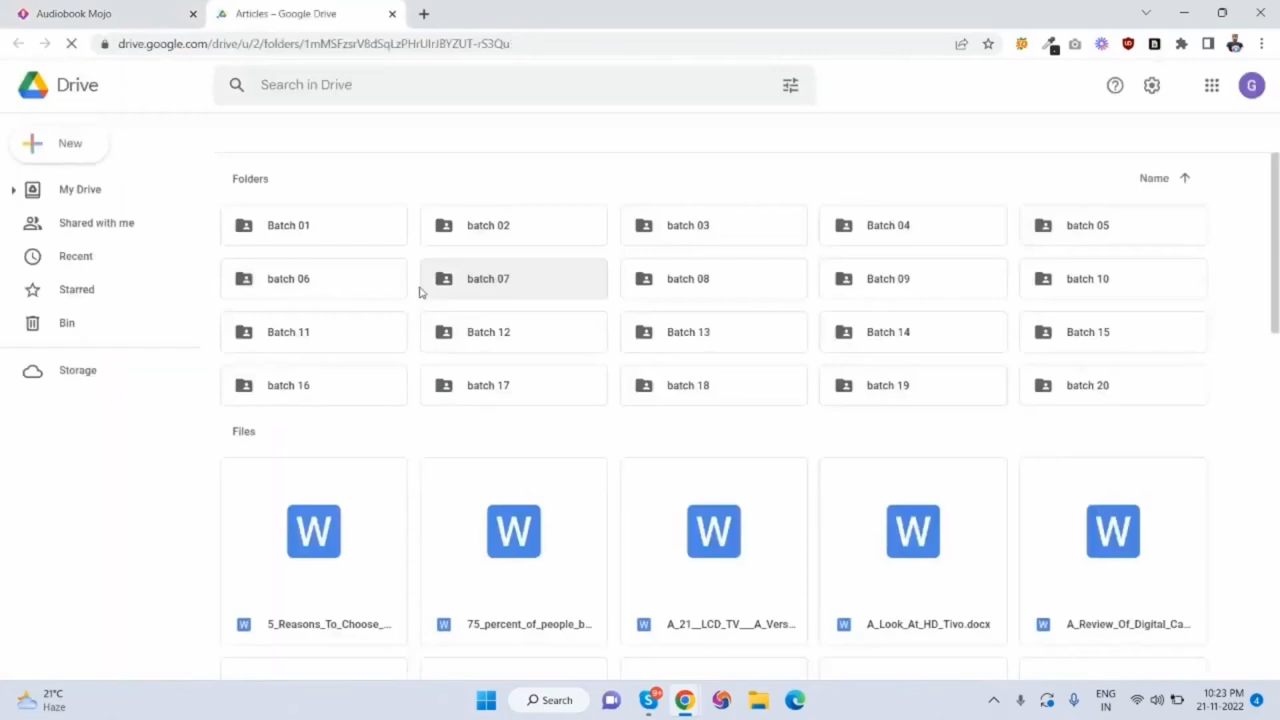 Audiobook Mojo
Articles – Google Drive
drive.google.com/drive/u/2/folders/1mMSFzsrV8dSqLzPHrUIrJBYZUT-rS3Qu
Drive
Search in Drive
G
New
My Drive
Shared with me
Recent
Starred
Bin
Storage
Folders
Name
Batch 01
batch 02
batch 03
Batch 04
batch 05
batch 06
batch 07
batch 08
Batch 09
batch 10
Batch 11
Batch 12
Batch 13
Batch 14
Batch 15
batch 16
batch 17
batch 18
batch 19
batch 20
Files
W W W W W
W 5_Reasons_To_Choose_...
W 75_percent_of_people_b...
W A_21__LCD_TV___A_Vers...
W A_Look_At_HD_Tivo.docx
W A_Review_Of_Digital_Ca...
21°C
Haze
Search
9+
ENG
IN
10:23 PM
21-11-2022
4